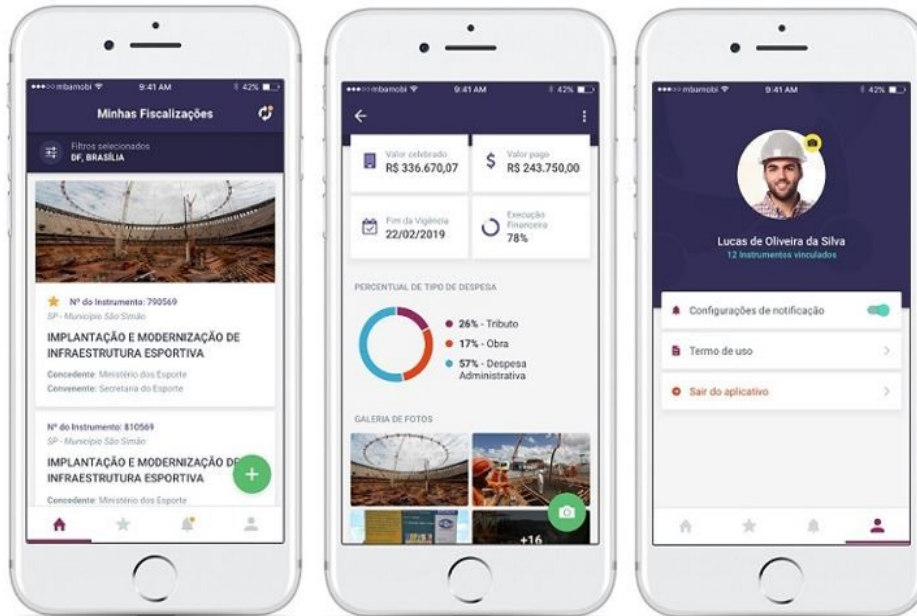 mbamobi
9:41 AM
42%
Minhas Fiscalizações
Filtros selecionados
DF, BRASÍLIA
Nº do Instrumento: 790569
SP - Município São Simão
IMPLANTAÇÃO E MODERNIZAÇÃO DE
INFRAESTRUTURA ESPORTIVA
Concedente: Ministério dos Esporte
Convenente: Secretaria do Esporte
Nº do Instrumento: 810569
SP - Município São Simão
IMPLANTAÇÃO E MODERNIZAÇÃO DE
INFRAESTRUTURA ESPORTIVA
Concedente: Ministério dos Esporte
mbamobi
9:41 AM
42%
Valor celebrado
R$ 336.670,07
Valor pago
R$ 243.750,00
Fim da Vigência
22/02/2019
Execução
Financeira
78%
PERCENTUAL DE TIPO DE DESPESA
26% - Tributo
17% - Obra
57% - Despesa
Administrativa
GALERIA DE FOTOS
+16
mbamobi
9:41 AM
42%
Lucas de Oliveira da Silva
12 Instrumentos vinculados
Configurações de notificação
Termo de uso
Sair do aplicativo